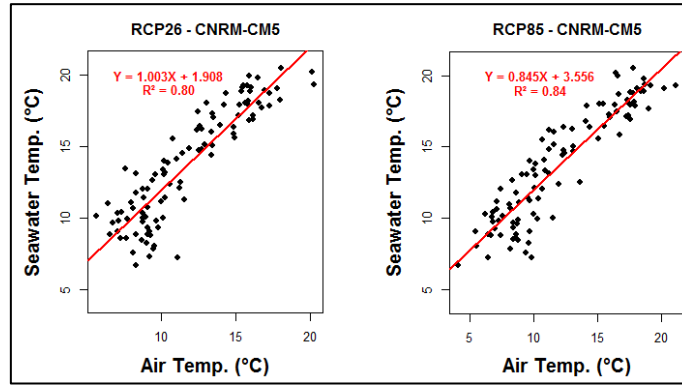 RCP26 - CNRM-CM5
Y = 1.003X + 1.908
R² = 0.80
Seawater Temp. (°C)
20
15
10
5
10
15
20
Air Temp. (°C)
RCP85 - CNRM-CM5
Y = 0.845X + 3.556
R² = 0.84
Seawater Temp. (°C)
20
15
10
5
5
10
15
20
Air Temp. (°C)